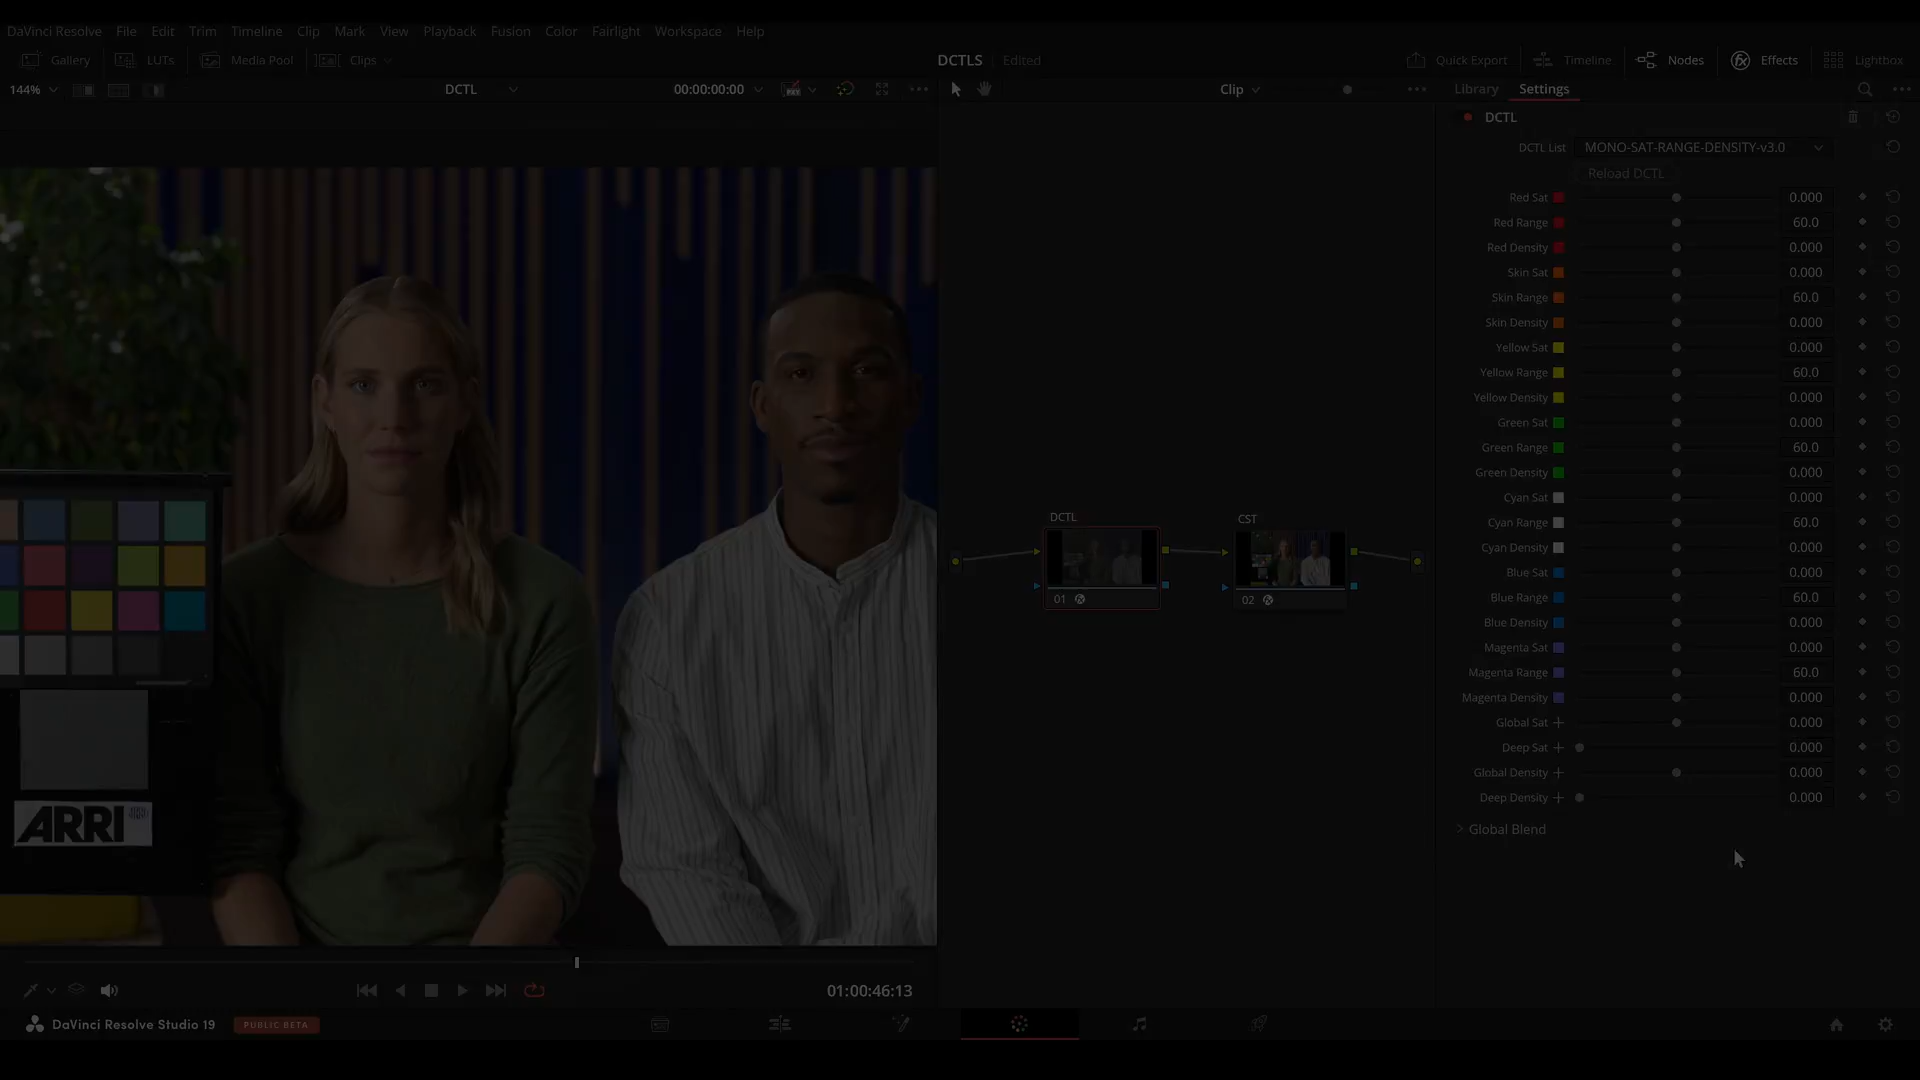 DaVinci Resolve File Edit Trim Timeline Clip Mark View Playback Fusion Color Fairlight Workspace Help
Gallery LUTs Media Pool Clips DCTLS Edited Quick Export Timeline Nodes Effects Lightbox
144% DCTL 00:00:00:00 Clip Library Settings
DCTL
DCTL List MONO-SAT-RANGE-DENSITY-v3.0
Reload DCTL
Red Sat 0.000
Red Range 60.0
Red Density 0.000
Skin Sat 0.000
Skin Range 60.0
Skin Density 0.000
Yellow Sat 0.000
Yellow Range 60.0
Yellow Density 0.000
Green Sat 0.000
Green Range 60.0
Green Density 0.000
Cyan Sat 0.000
Cyan Range 60.0
Cyan Density 0.000
Blue Sat 0.000
Blue Range 60.0
Blue Density 0.000
Magenta Sat 0.000
Magenta Range 60.0
Magenta Density 0.000
Global Sat 0.000
Deep Sat 0.000
Global Density 0.000
Deep Density 0.000
Global Blend
DCTL
01
CST
02
ARRI
01:00:46:13
DaVinci Resolve Studio 19 PUBLIC BETA